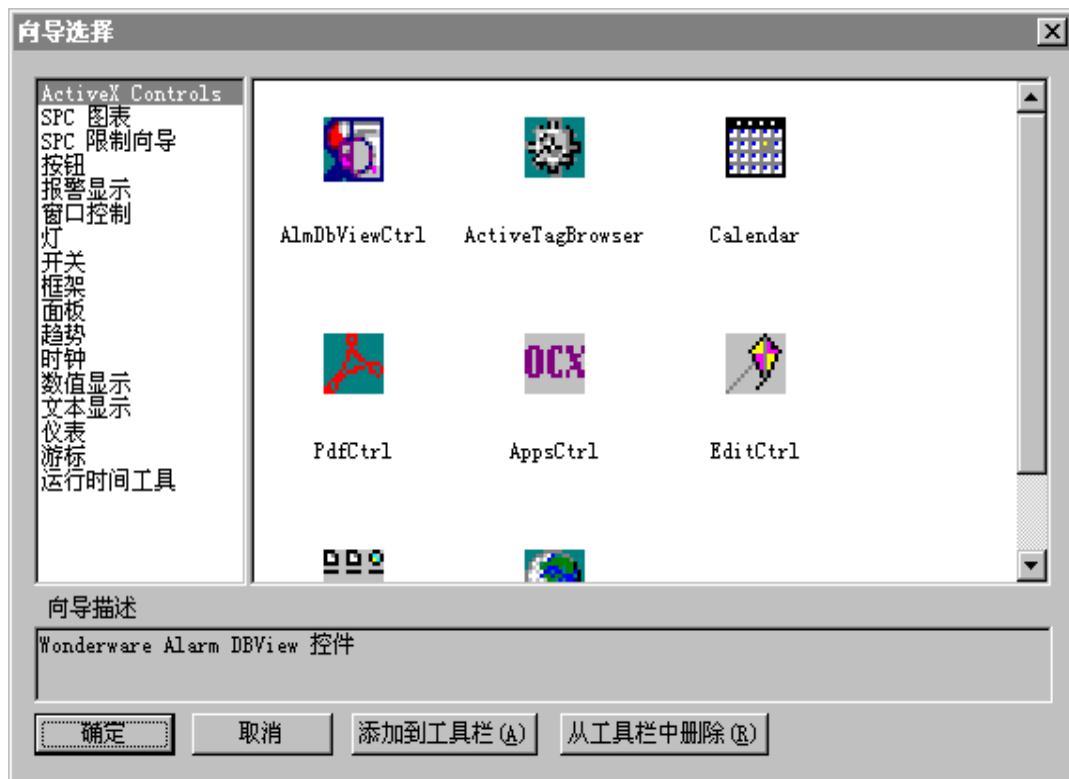 向导选择
ActiveX Controls
SPC 图表
SPC 限制向导
按钮
报警显示
窗口控制
灯
开关
框架
面板
趋势
时钟
数值显示
文本显示
仪表
游标
运行时间工具
AlmDbViewCtrl ActiveTagBrowser Calendar
OCX
PdfCtrl AppsCtrl EditCtrl
向导描述
Wonderware Alarm DBView 控件
确定 取消 添加到工具栏(A) 从工具栏中删除(R)